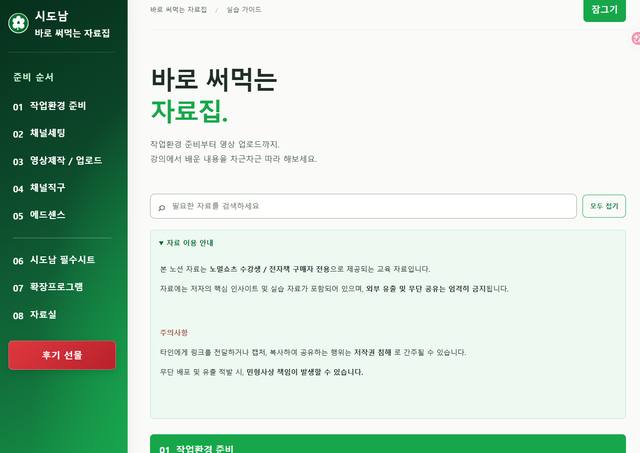 시도남
바로 써먹는 자료집
준비 순서
01 작업환경 준비
02 채널세팅
03 영상제작 / 업로드
04 채널직구
05 에드센스
06 시도남 필수시트
07 확장프로그램
08 자료실
후기 선물
바로 써먹는 자료집 / 실습 가이드
잠그기
바로 써먹는
자료집.
작업환경 준비부터 영상 업로드까지.
강의에서 배운 내용을 차근차근 따라 해보세요.
필요한 자료를 검색하세요
모두 접기
▼ 자료 이용 안내
본 노션 자료는 노멀쇼츠 수강생 / 전자책 구매자 전용으로 제공되는 교육 자료입니다.
자료에는 저자의 핵심 인사이트 및 실습 자료가 포함되어 있으며, 외부 유출 및 무단 공유는 엄격히 금지됩니다.
주의사항
타인에게 링크를 전달하거나 캡처, 복사하여 공유하는 행위는 저작권 침해 로 간주될 수 있습니다.
무단 배포 및 유출 적발 시, 민형사상 책임이 발생할 수 있습니다.
01 작업환경 준비